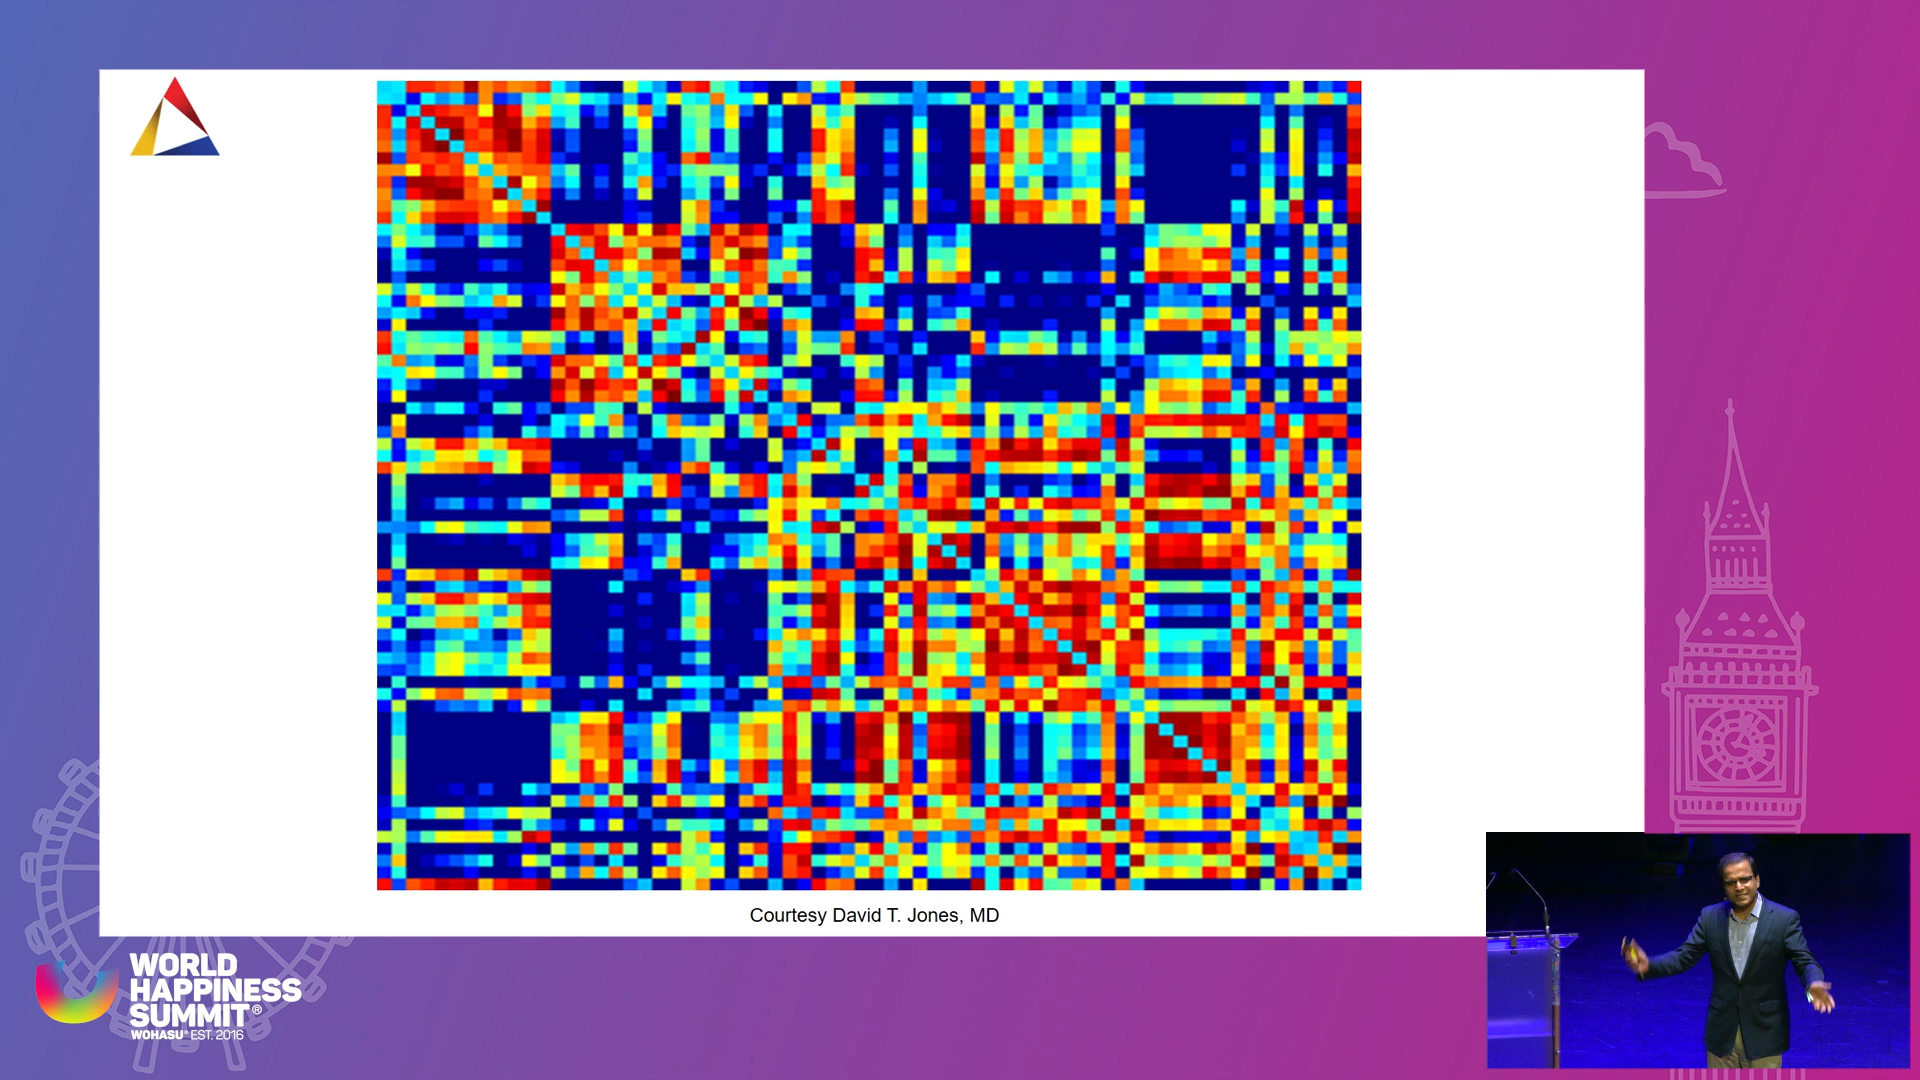 Courtesy David T. Jones, MD
WORLD
HAPPINESS
SUMMIT®
WOHASU® EST. 2016